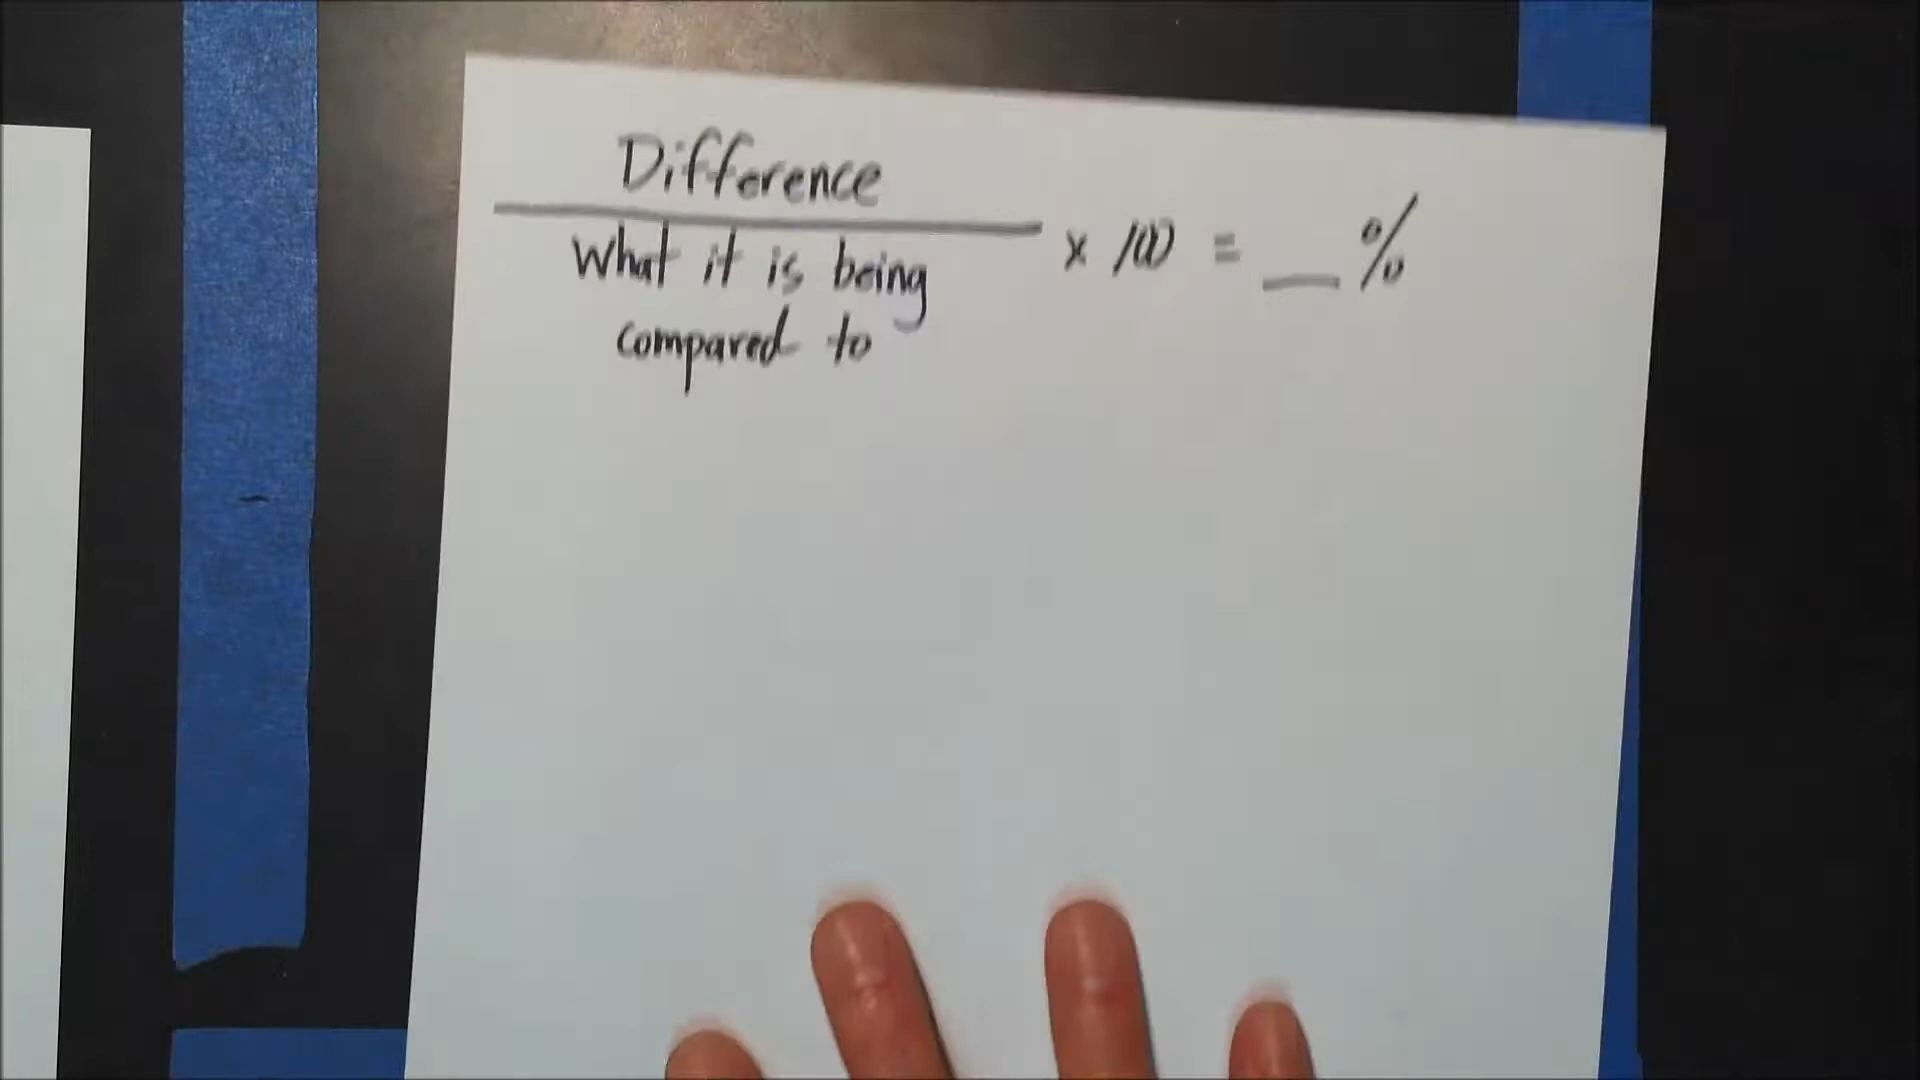 Difference
What it is being
compared to
x 100 = __ %